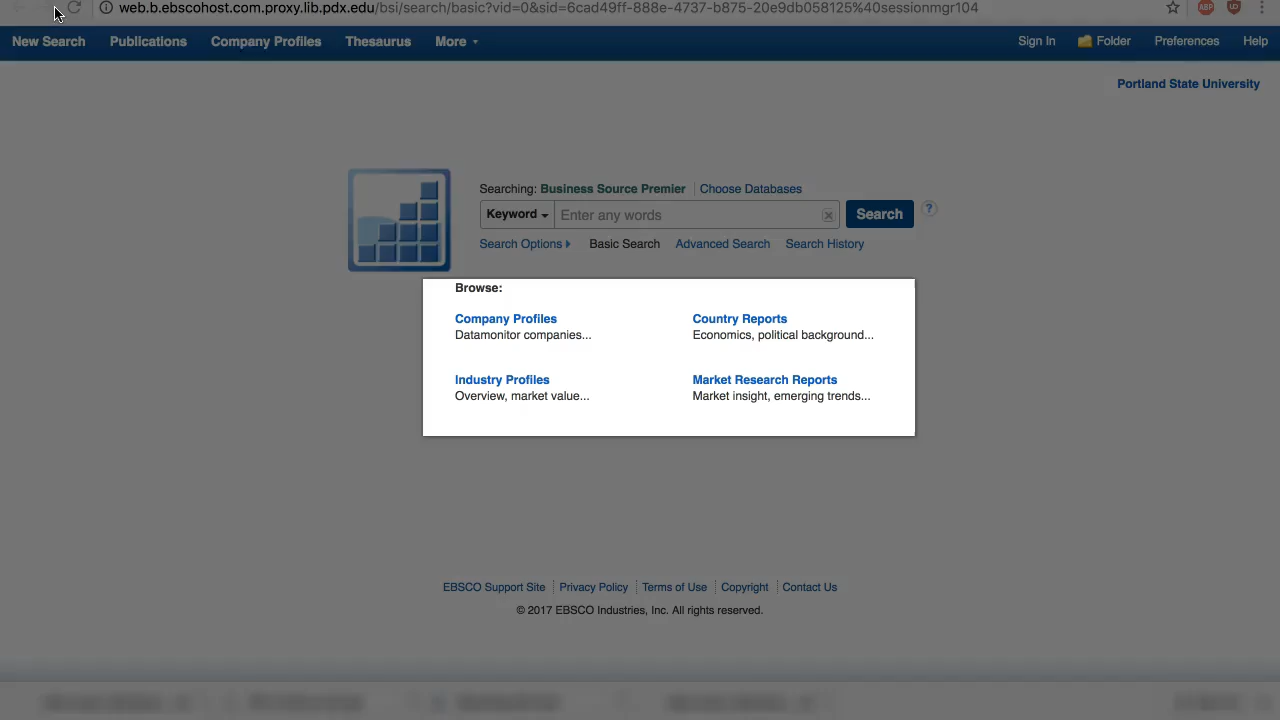 web.b.ebscohost.com.proxy.lib.pdx.edu/bsi/search/basic?vid=0&sid=6cad49ff-888e-4737-b875-20e9db058125%40sessionmgr104
ABP
New Search Publications Company Profiles Thesaurus More Sign In Folder Preferences Help
Portland State University
Searching: Business Source Premier Choose Databases
Keyword Enter any words Search ?
Search Options Basic Search Advanced Search Search History
Browse:
Company Profiles Country Reports
Datamonitor companies... Economics, political background...
Industry Profiles Market Research Reports
Overview, market value... Market insight, emerging trends...
EBSCO Support Site Privacy Policy Terms of Use Copyright Contact Us
© 2017 EBSCO Industries, Inc. All rights reserved.